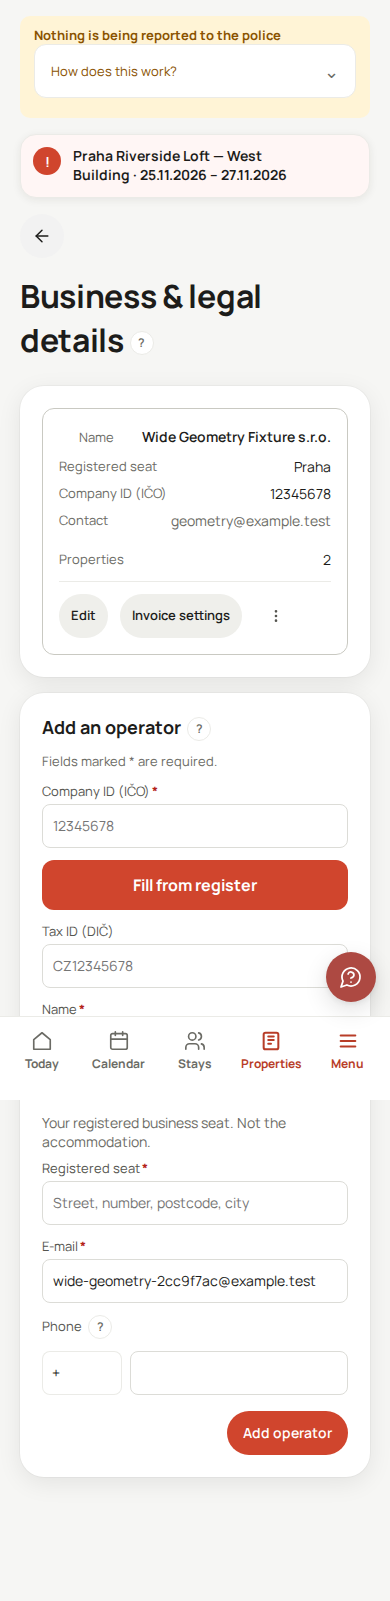 Nothing is being reported to the police
How does this work?
!
Praha Riverside Loft — West
Building · 25.11.2026 – 27.11.2026
Business & legal
details ?
Name Wide Geometry Fixture s.r.o.
Registered seat Praha
Company ID (IČO) 12345678
Contact geometry@example.test
Properties 2
Edit Invoice settings
Add an operator ?
Fields marked * are required.
Company ID (IČO) *
12345678
Fill from register
Tax ID (DIČ)
CZ12345678
Name *
Today Calendar Stays Properties Menu
Your registered business seat. Not the
accommodation.
Registered seat *
Street, number, postcode, city
E-mail *
wide-geometry-2cc9f7ac@example.test
Phone ?
+
Add operator